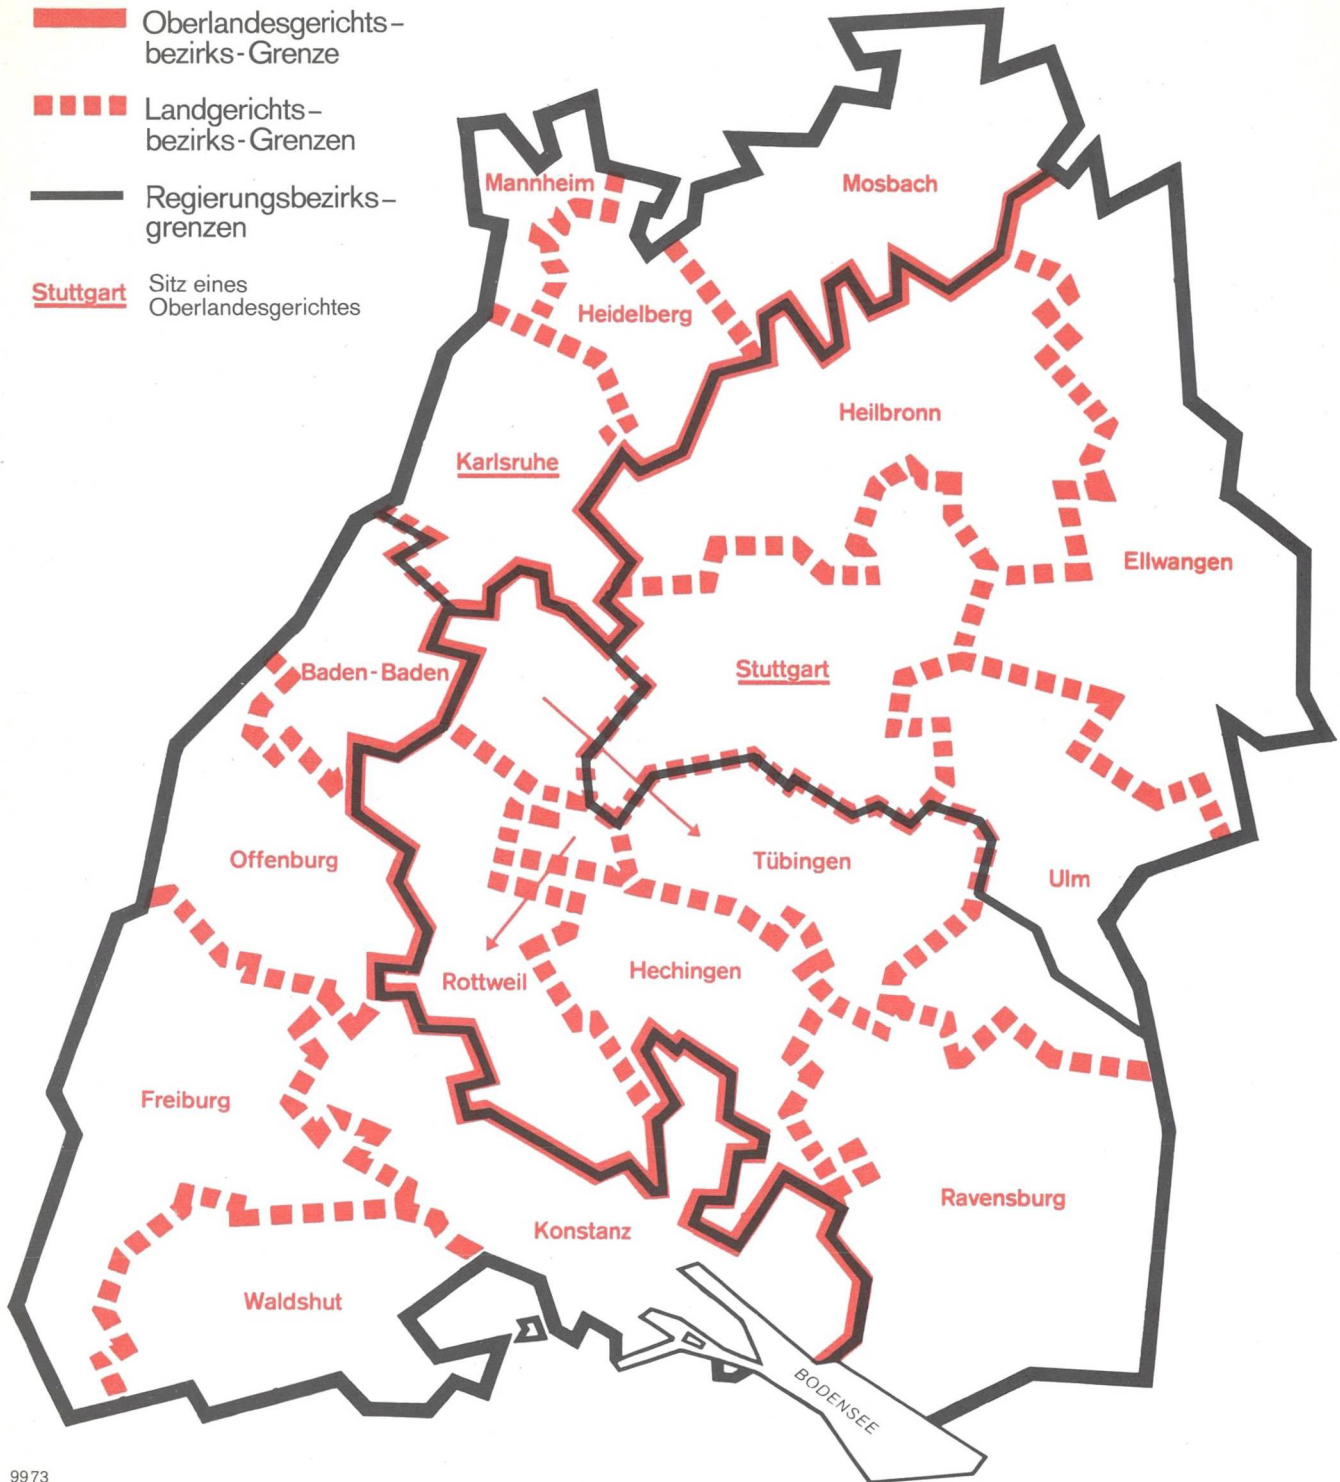 Oberlandesgerichts-
bezirks-Grenze
Landgerichts-
bezirks-Grenzen
Regierungsbezirks-
grenzen
Stuttgart
Sitz eines
Oberlandesgerichtes
Mannheim
Mosbach
Heidelberg
Heilbronn
Karlsruhe
Ellwangen
Baden-Baden
Stuttgart
Offenburg
Tübingen
Ulm
Rottweil
Hechingen
Freiburg
Ravensburg
Konstanz
Waldshut
BODENSEE
9973